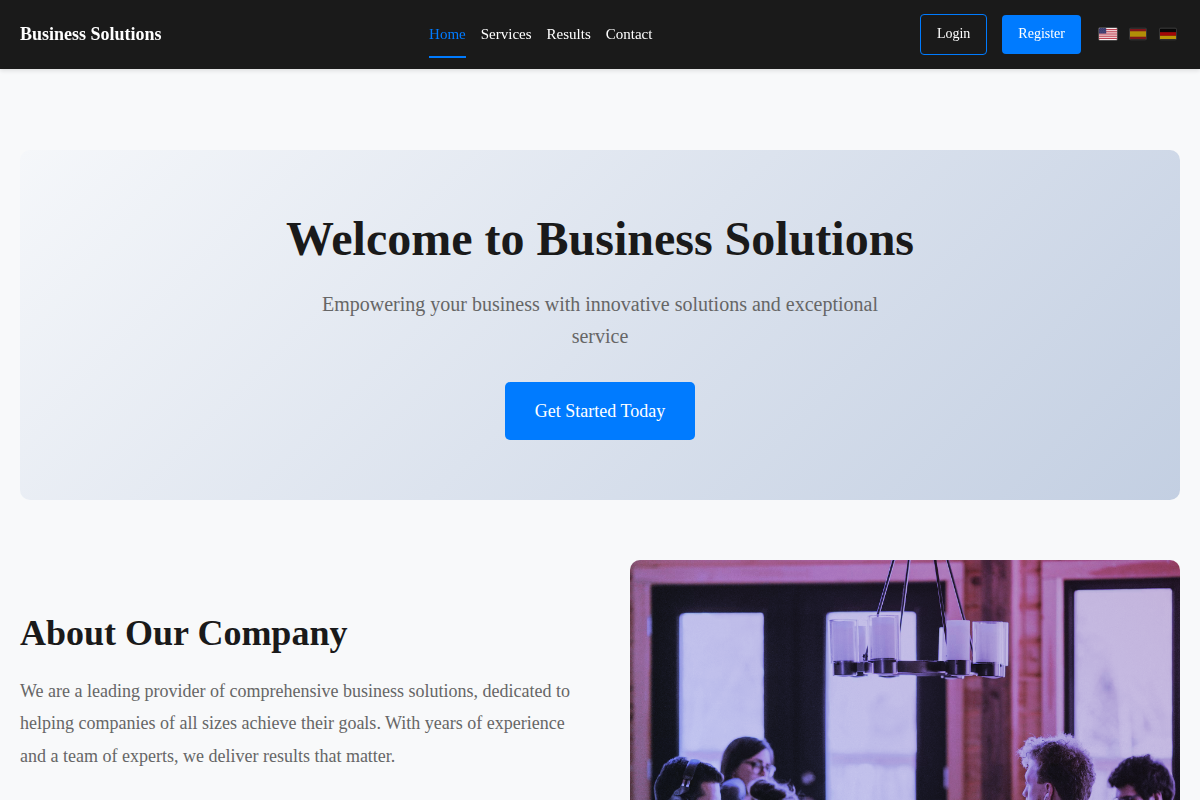 Business Solutions
Home Services Results Contact
Login
Register
Welcome to Business Solutions
Empowering your business with innovative solutions and exceptional
service
Get Started Today
About Our Company
We are a leading provider of comprehensive business solutions, dedicated to
helping companies of all sizes achieve their goals. With years of experience
and a team of experts, we deliver results that matter.